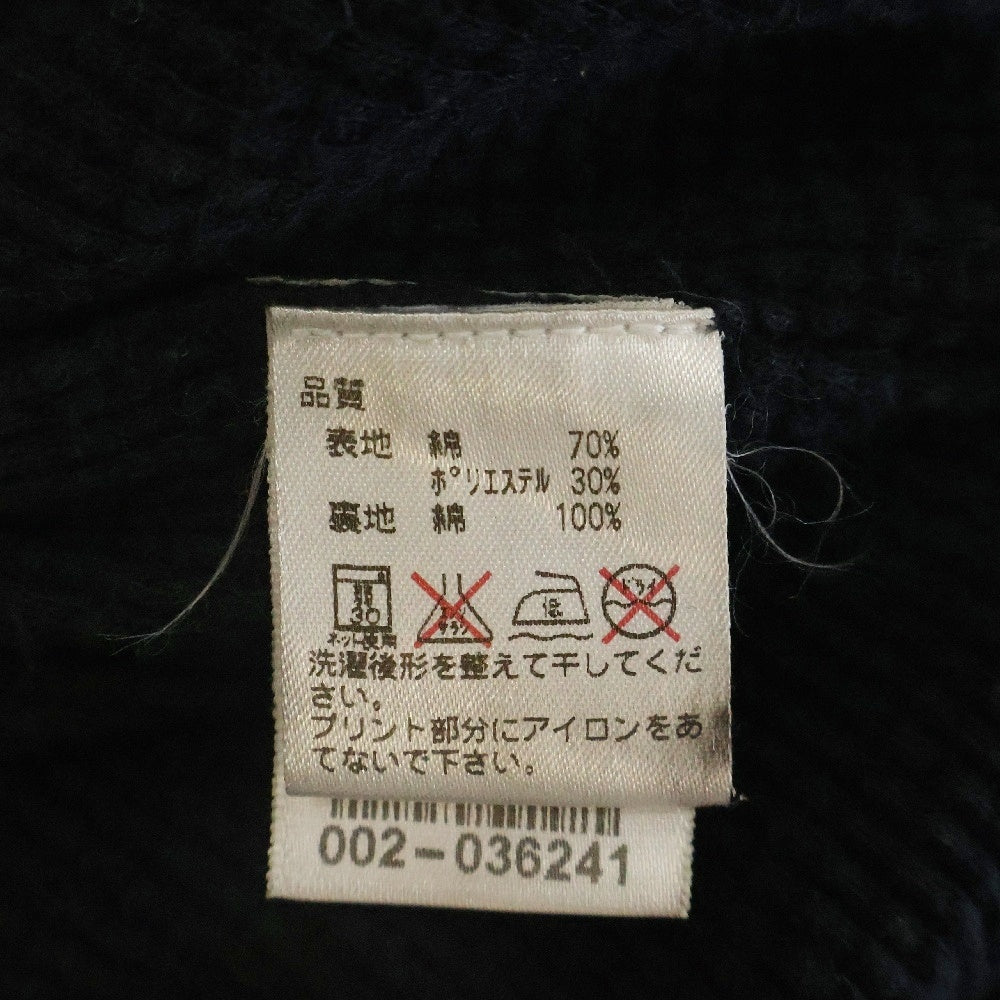 品質
表地 綿 70%
ポリエステル 30%
裏地 綿 100%
30
ネット使用
エンソサラシ
ドライ
洗濯後形を整えて干してくだ
さい。
プリント部分にアイロンをあ
てないで下さい。
002-036241